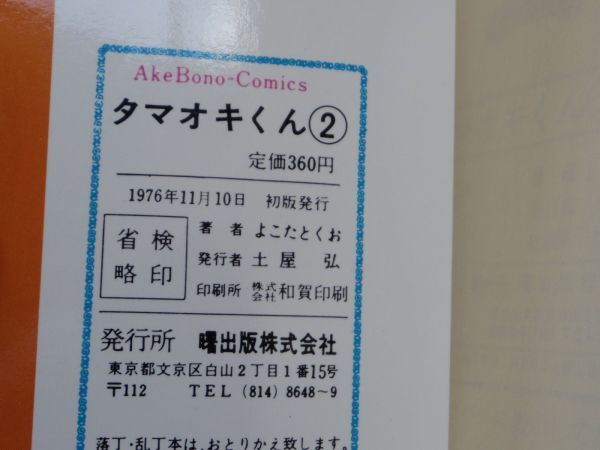 AkeBono-Comics
タマオキくん②
定価360円
1976年11月10日 初版発行
検印省略
著者 よこたとくお
発行者 土屋 弘
印刷所 株式会社 和賀印刷
発行所 曙出版株式会社
東京都文京区白山2丁目1番15号
〒112 TEL (814) 8648~9
落丁・乱丁本は、おとりかえ致します。